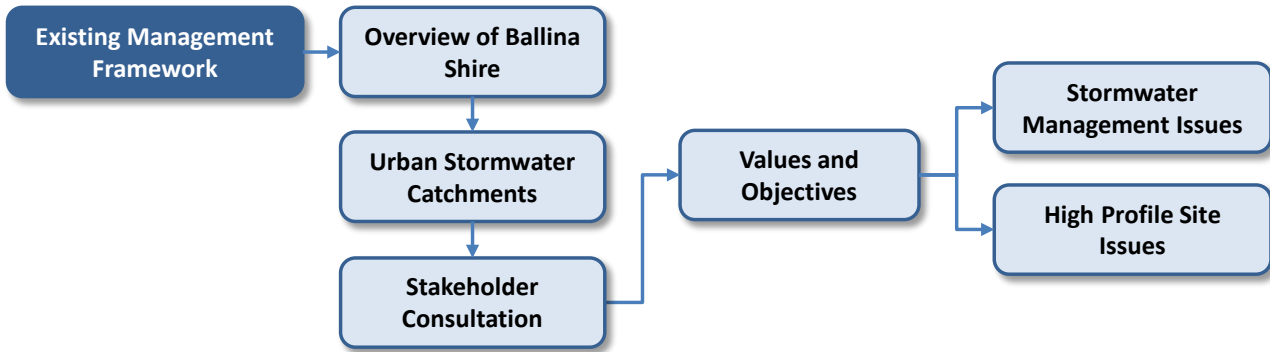 Existing Management
Framework
Overview of Ballina
Shire
Urban Stormwater
Catchments
Stakeholder
Consultation
Values and
Objectives
Stormwater
Management Issues
High Profile Site
Issues